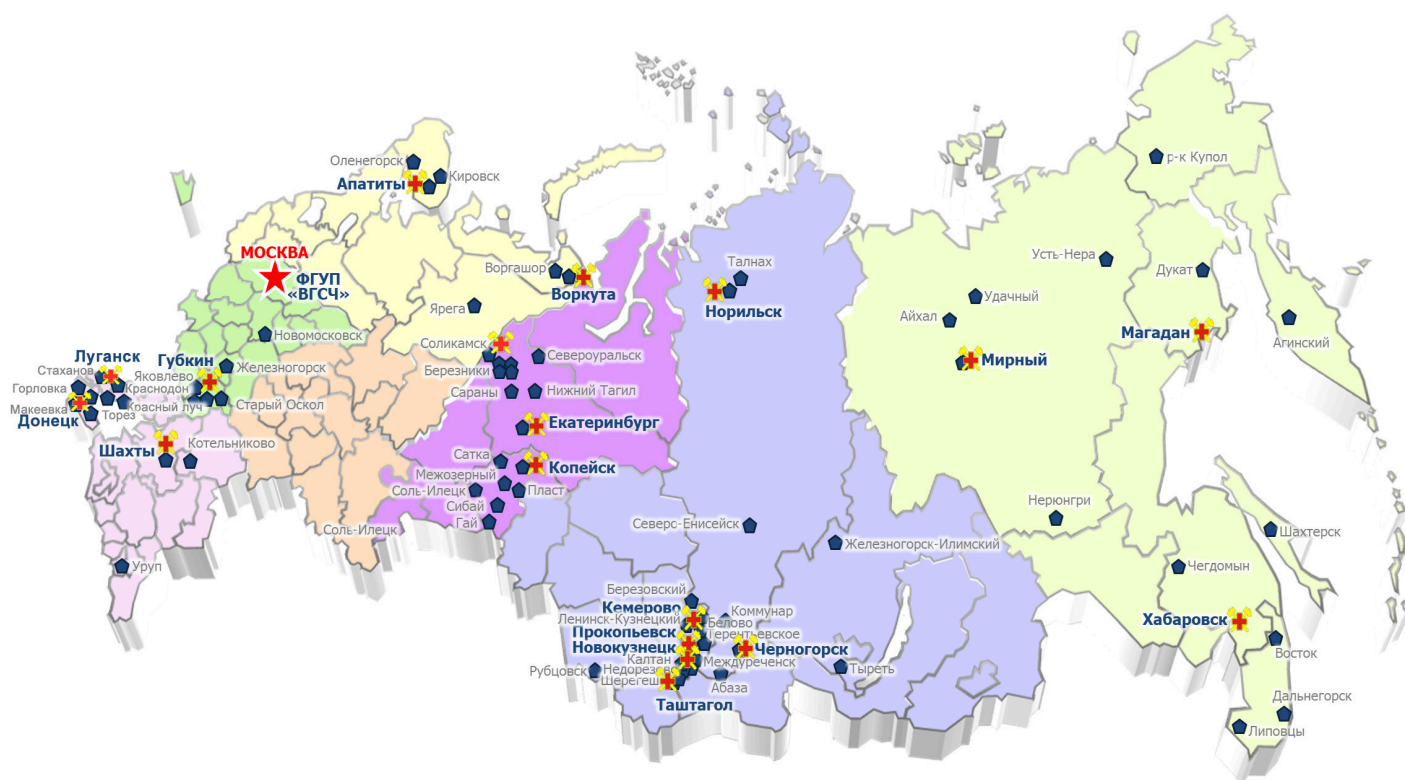 р-к Купол
Оленегорск
Кировск
Апатиты
МОСКВА
ФГУП
«ВГСЧ»
Воргашор
Воркута
Талнах
Норильск
Усть-Нера
Дукат
Удачный
Айхал
Магадан
Агинский
Мирный
Ярега
Новомосковск
Соликамск
Североуральск
Березники
Сараны
Нижний Тагил
Луганск
Губкин
Стаханов
Яковлево
Железногорск
Горловка
Краснодон
Макеевка
Красный луч
Старый Оскол
Донецк
Торез
Екатеринбург
Шахты
Котельниково
Сатка
Копейск
Межозерный
Соль-Илецк
Пласт
Сибай
Гай
Соль-Илецк
Северс-Енисейск
Железногорск-Илимский
Нерюнгри
Шахтерск
Уруп
Чегдомын
Березовский
Кемерово
Коммунар
Ленинск-Кузнецкий
Белово
Хабаровск
Прокопьевск
Терентьевское
Новокузнецк
Черногорск
Восток
Калтан
Междуреченск
Рубцовск
Недорезово
Тыреть
Шерегеш
Абаза
Таштагол
Дальнегорск
Липовцы